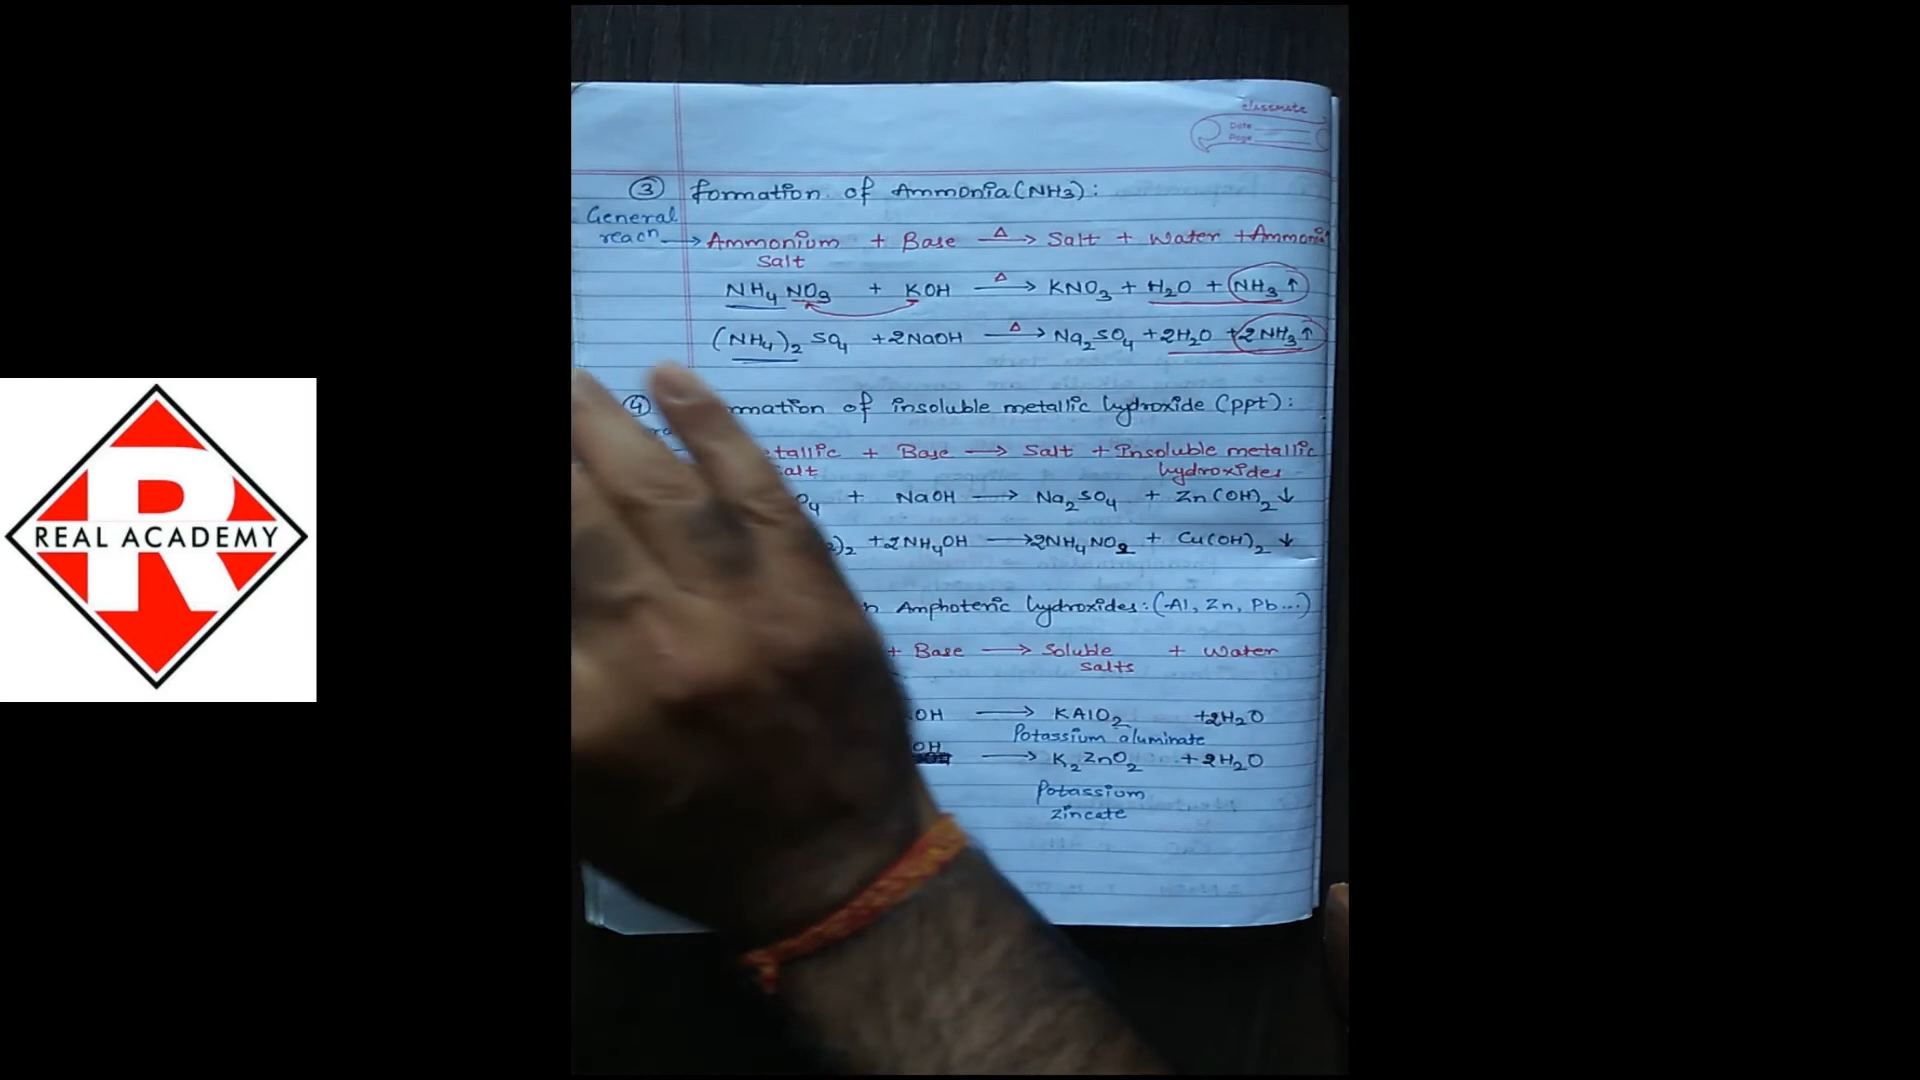 classmate
Date
Page
③ formation of Ammonia (NH3):
General
reacn → Ammonium + Base —Δ→ Salt + Water + Ammonia
Salt
NH₄NO₃ + KOH —Δ→ KNO₃ + H₂O + NH₃↑
(NH₄)₂SO₄ + 2NaOH —Δ→ Na₂SO₄ + 2H₂O + 2NH₃↑
④ mation of insoluble metallic hydroxide (ppt):
etallic + Base → Salt + Insoluble metallic
alt hydroxides
O₄ + NaOH → Na₂SO₄ + Zn(OH)₂↓
)₂ + 2NH₄OH → 2NH₄NO₃ + Cu(OH)₂↓
Amphoteric hydroxides: (Al, Zn, Pb...)
+ Base → Soluble + Water
salts
OH → KAlO₂ + 2H₂O
Potassium aluminate
OH → K₂ZnO₂ + 2H₂O
Potassium
zincate
R
REAL ACADEMY